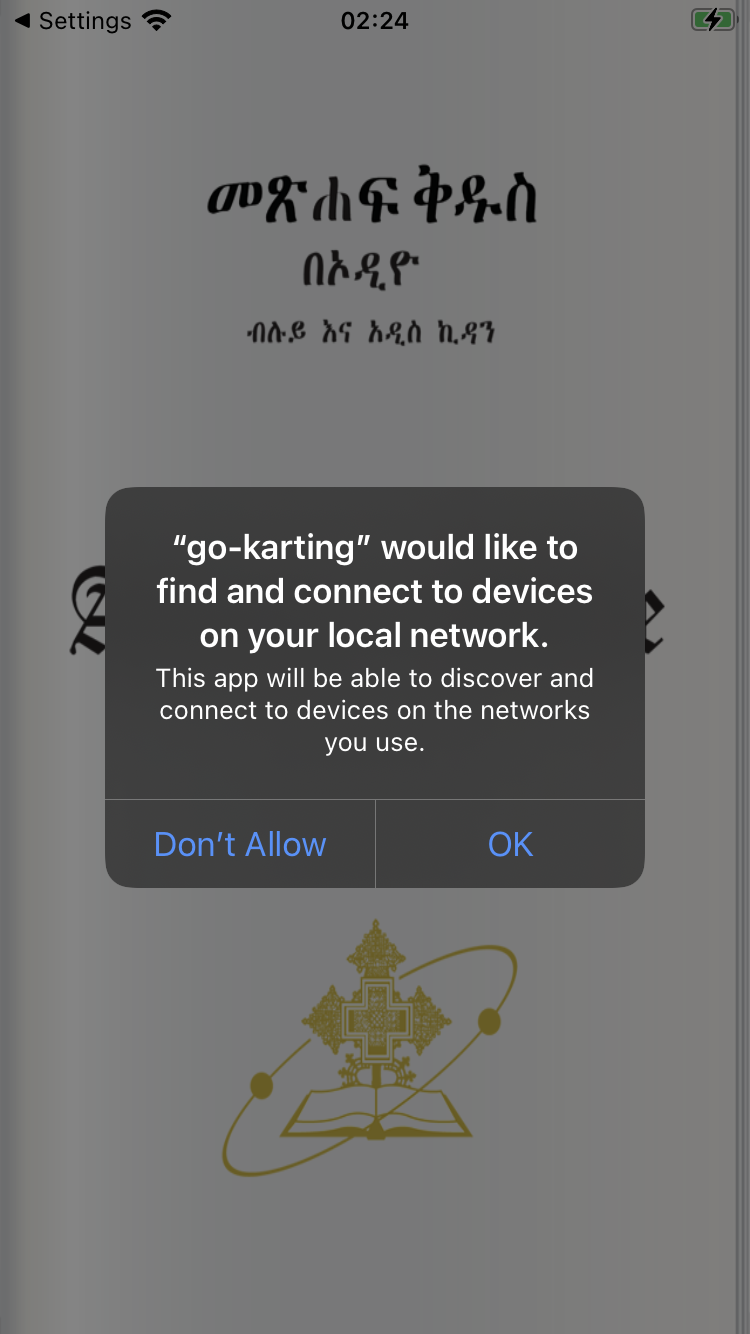 ◀ Settings 02:24
መጽሐፍ ቅዱስ
በኦዲዮ
ብሉይ እና አዲስ ኪዳን
“go-karting” would like to
find and connect to devices
on your local network.
This app will be able to discover and
connect to devices on the networks
you use.
Don’t Allow OK